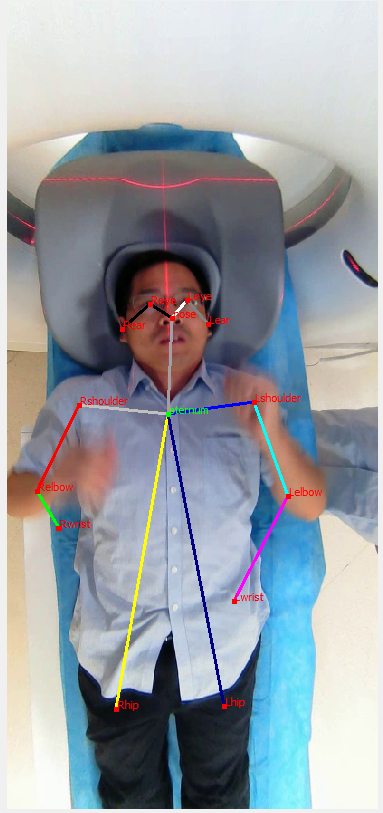 Reye
Leye
nose
Rear
Lear
Rshoulder
Lshoulder
sternum
Relbow
Lelbow
Rwrist
Lwrist
Rhip
Lhip